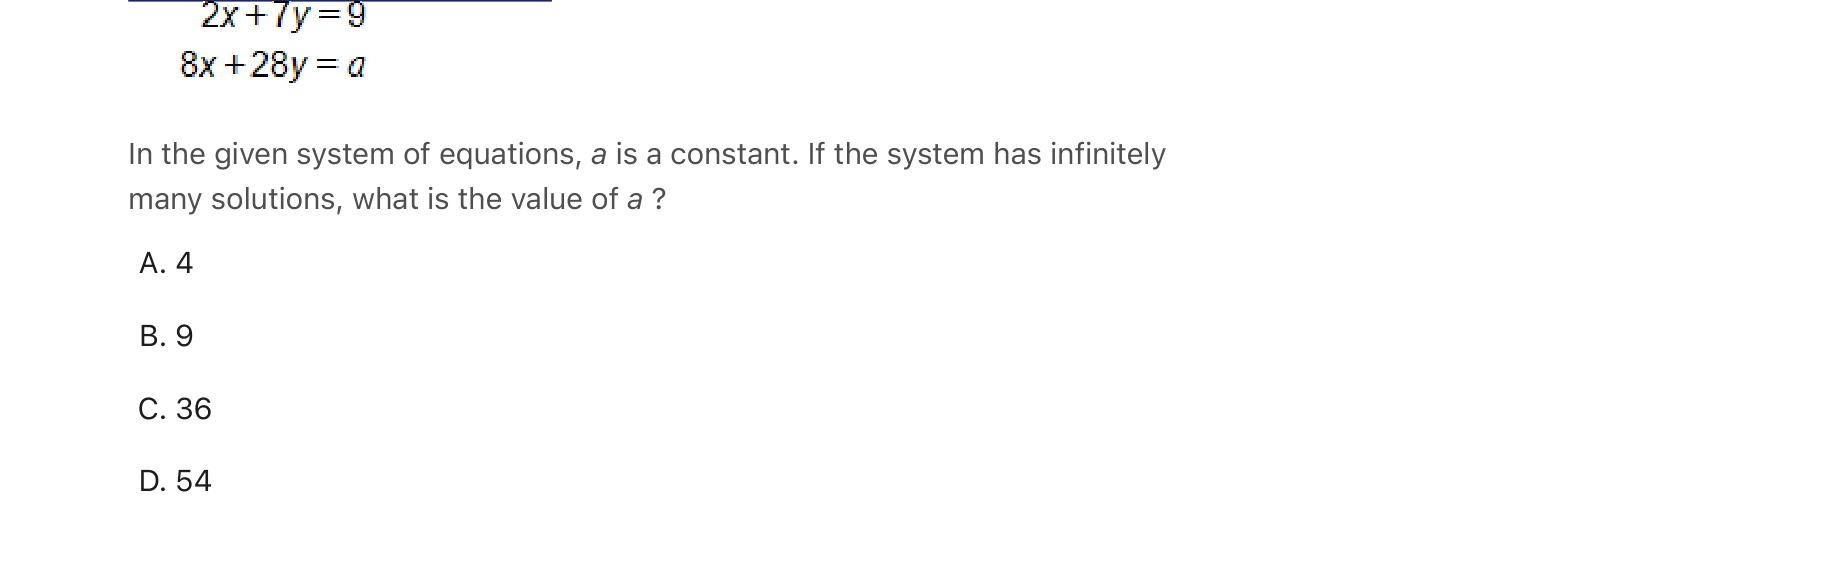 2x+7y=9
8x+28y=a
In the given system of equations, a is a constant. If the system has infinitely
many solutions, what is the value of a ?
A. 4
B. 9
C. 36
D. 54